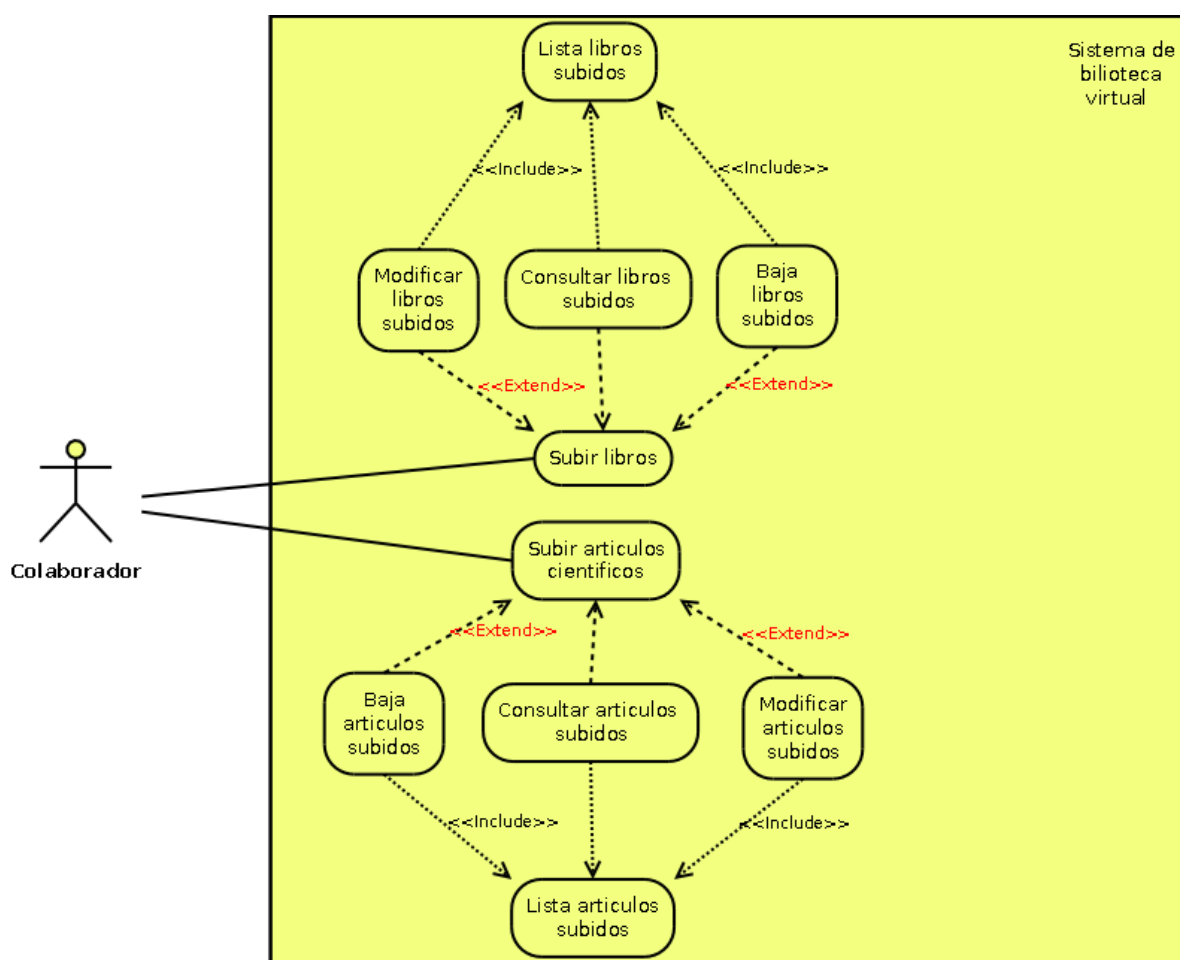 Lista libros
subidos
Sistema de
bilioteca
virtual
<<Include>>
<<Include>>
Modificar
libros
subidos
Consultar libros
subidos
Baja
libros
subidos
<<Extend>>
<<Extend>>
Subir libros
Colaborador
Subir articulos
cientificos
<<Extend>>
<<Extend>>
Baja
articulos
subidos
Consultar articulos
subidos
Modificar
articulos
subidos
<<Include>>
<<Include>>
Lista articulos
subidos